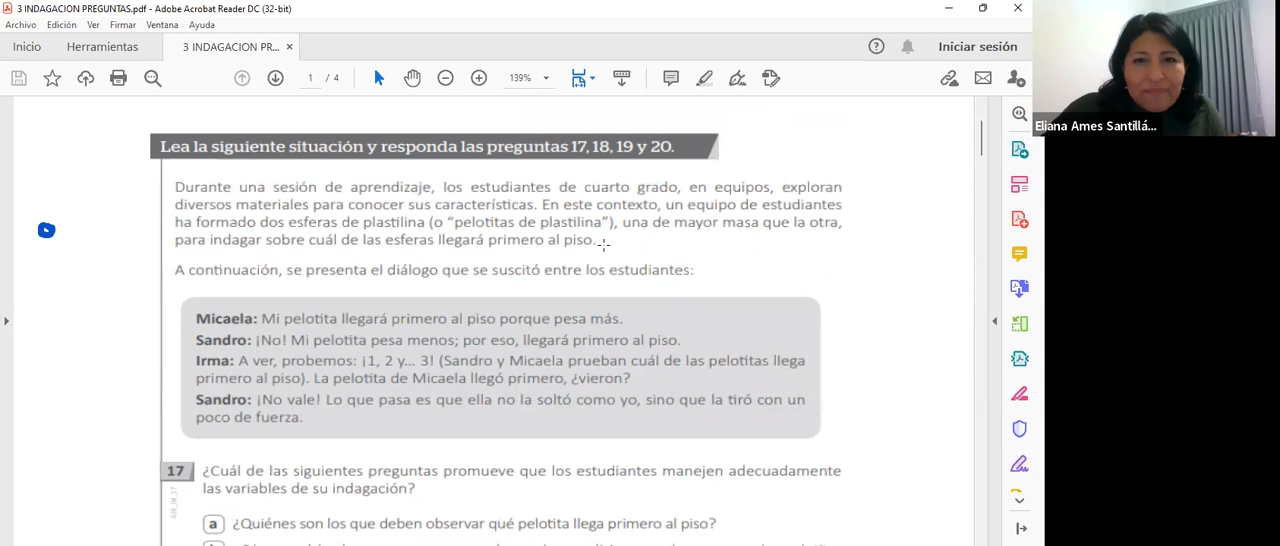 3 INDAGACION PREGUNTAS.pdf - Adobe Acrobat Reader DC (32-bit)
Archivo Edición Ver Firmar Ventana Ayuda
Inicio Herramientas 3 INDAGACION PR... × Iniciar sesión
1 / 4 139%
Eliana Ames Santillá...
Lea la siguiente situación y responda las preguntas 17, 18, 19 y 20.
Durante una sesión de aprendizaje, los estudiantes de cuarto grado, en equipos, exploran
diversos materiales para conocer sus características. En este contexto, un equipo de estudiantes
ha formado dos esferas de plastilina (o “pelotitas de plastilina”), una de mayor masa que la otra,
para indagar sobre cuál de las esferas llegará primero al piso.
A continuación, se presenta el diálogo que se suscitó entre los estudiantes:
Micaela: Mi pelotita llegará primero al piso porque pesa más.
Sandro: ¡No! Mi pelotita pesa menos; por eso, llegará primero al piso.
Irma: A ver, probemos: ¡1, 2 y... 3! (Sandro y Micaela prueban cuál de las pelotitas llega
primero al piso). La pelotita de Micaela llegó primero, ¿vieron?
Sandro: ¡No vale! Lo que pasa es que ella no la soltó como yo, sino que la tiró con un
poco de fuerza.
17 ¿Cuál de las siguientes preguntas promueve que los estudiantes manejen adecuadamente
las variables de su indagación?
a ¿Quiénes son los que deben observar qué pelotita llega primero al piso?